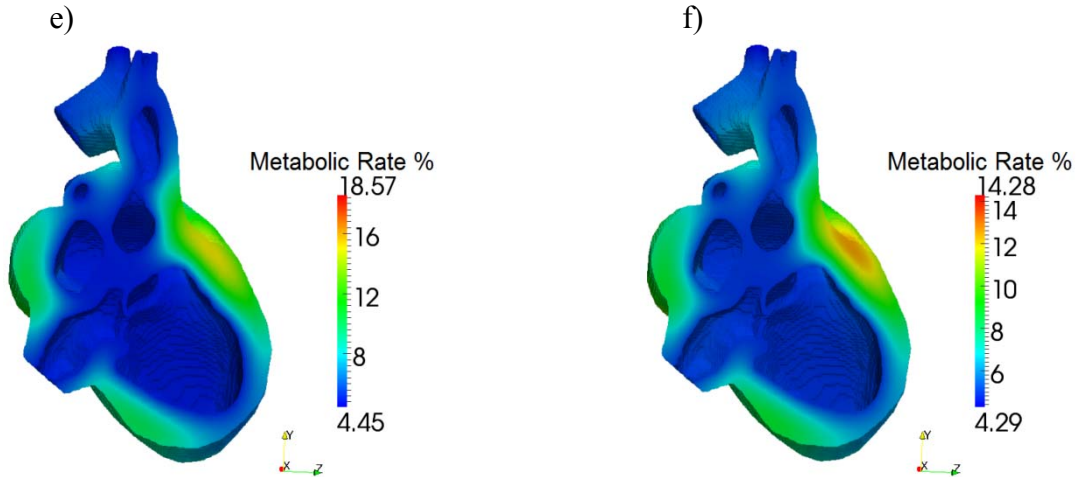 e)
Metabolic Rate %
18.57
16
12
8
4.45
Y
X
Z
f)
Metabolic Rate %
14.28
14
12
10
8
6
4.29
Y
X
Z